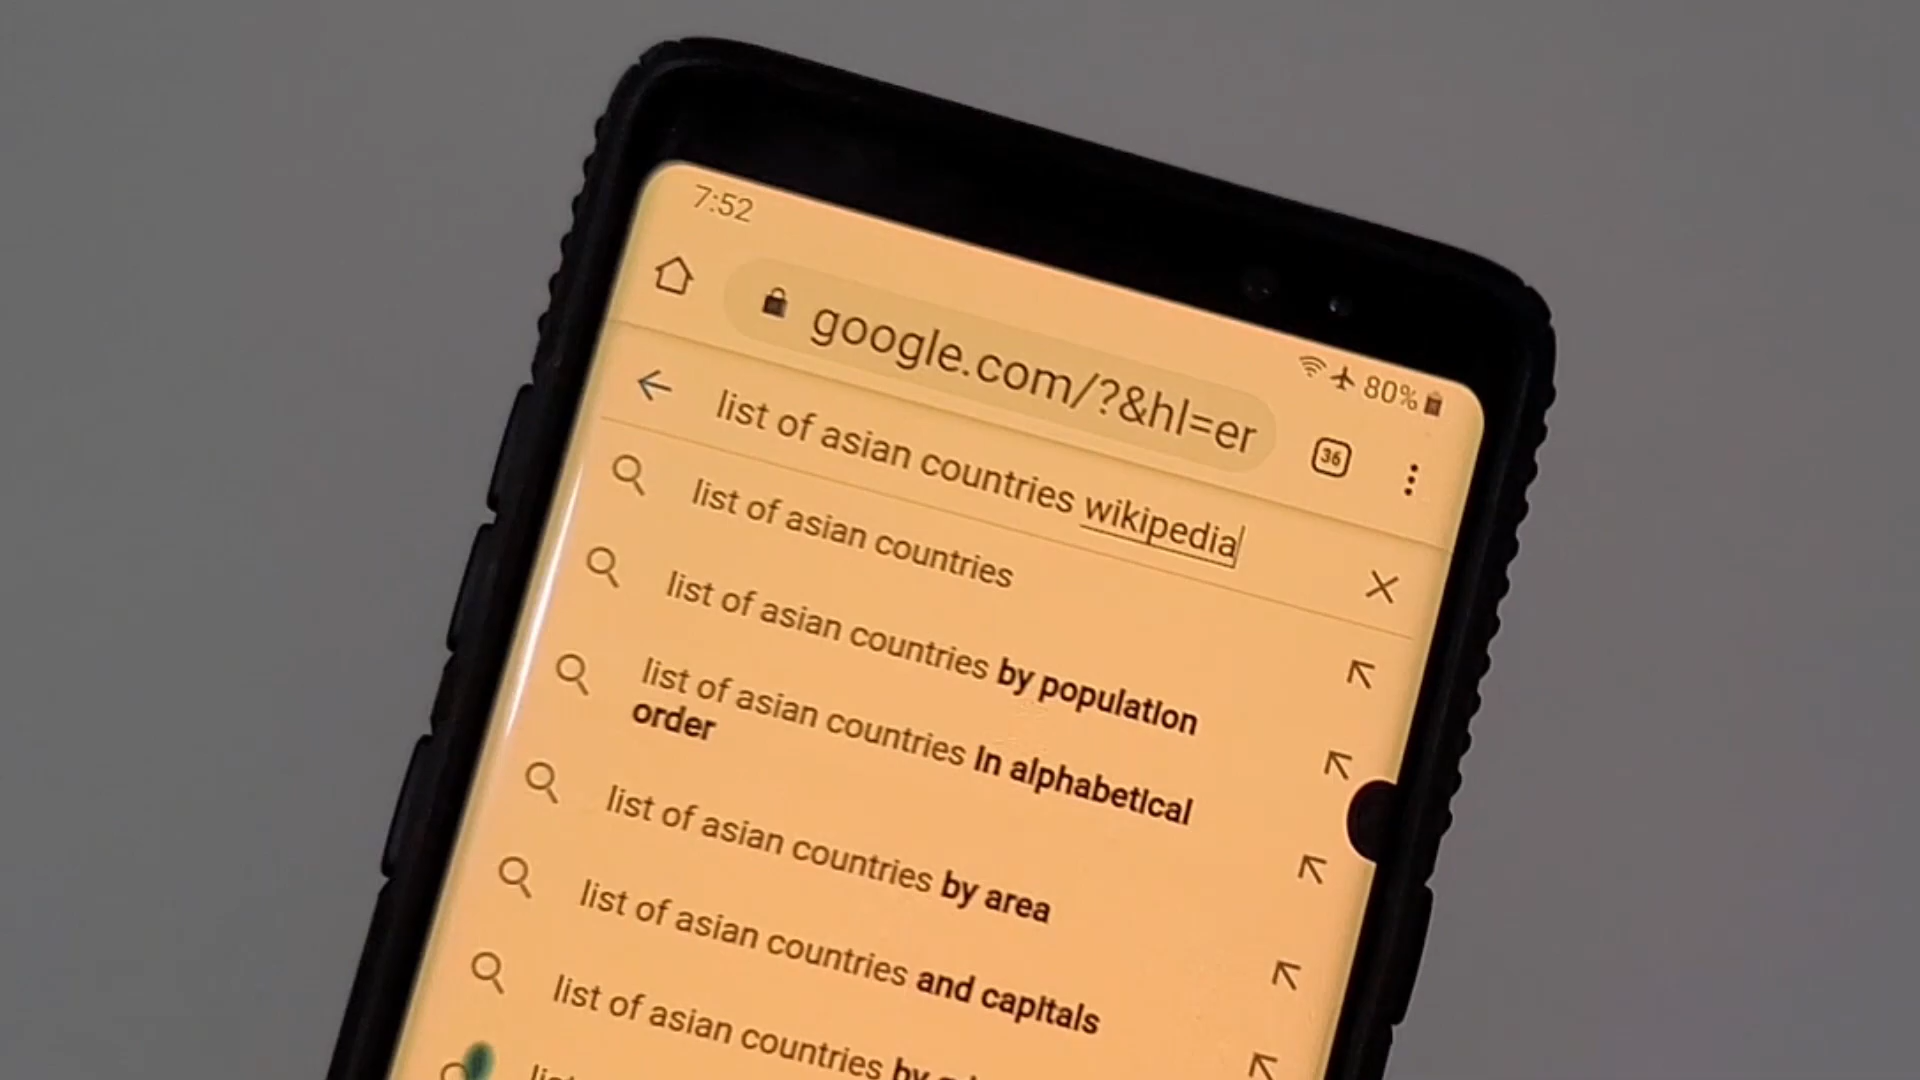 7:52
80%
google.com/?&hl=er
36
list of asian countries wikipedia
list of asian countries
list of asian countries by population
list of asian countries in alphabetical
order
list of asian countries by area
list of asian countries and capitals
list of asian countries by